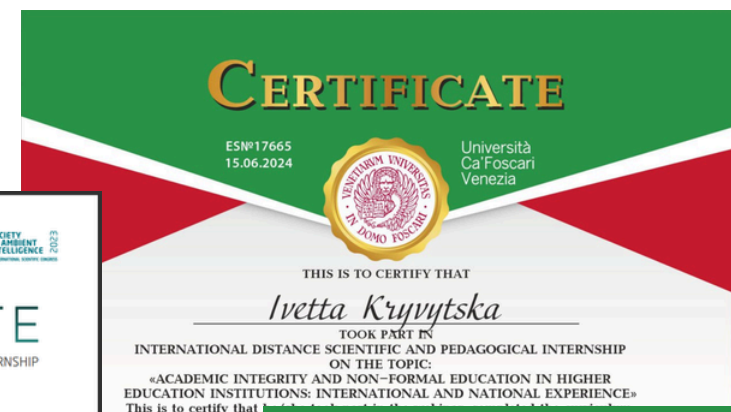 CERTIFICATE
ESNº17665
15.06.2024
Università
Ca'Foscari
Venezia
VENETIARVM VNIVERSITAS
IN DOMO FOSCARI
THIS IS TO CERTIFY THAT
Ivetta Kryvytska
TOOK PART IN
INTERNATIONAL DISTANCE SCIENTIFIC AND PEDAGOGICAL INTERNSHIP
ON THE TOPIC:
«ACADEMIC INTEGRITY AND NON-FORMAL EDUCATION IN HIGHER
EDUCATION INSTITUTIONS: INTERNATIONAL AND NATIONAL EXPERIENCE»
This is to certify that
CIETY
AMBIENT
TELLIGENCE
2023
TE
RNSHIP